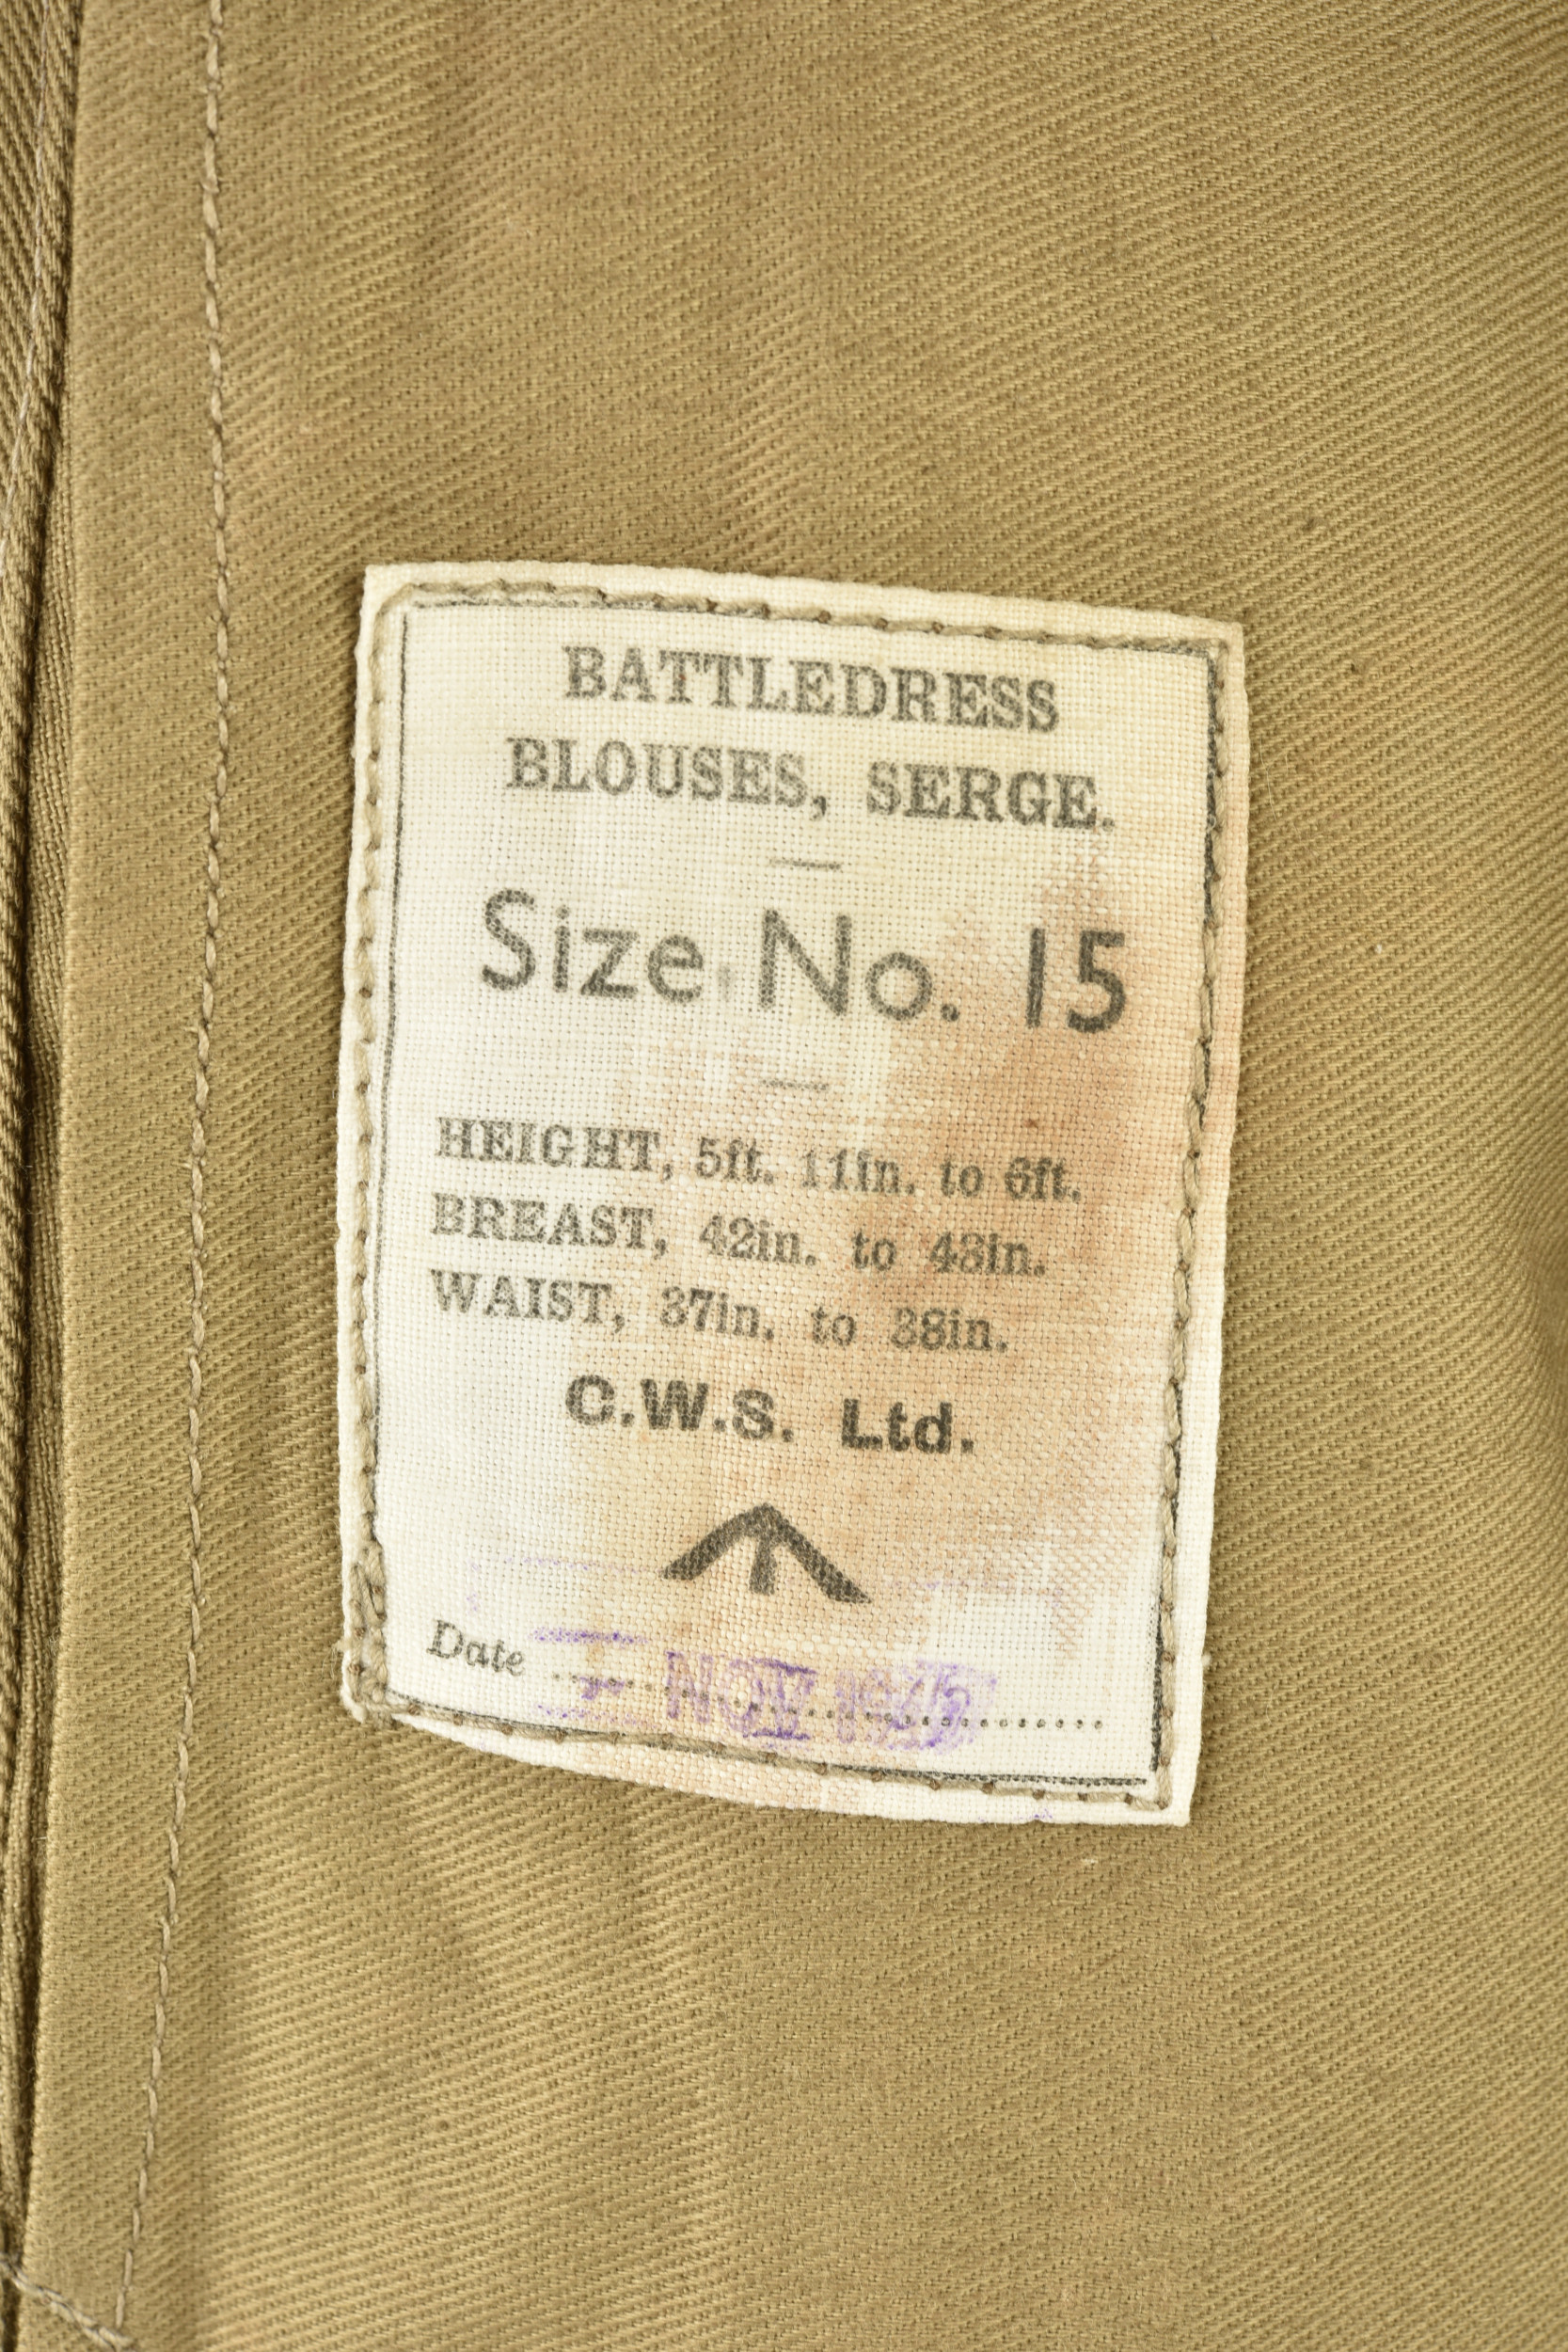 BATTLEDRESS
BLOUSES, SERGE.
Size No. 15
HEIGHT, 5ft. 11in. to 6ft.
BREAST, 42in. to 43in.
WAIST, 37in. to 38in.
C.W.S. Ltd.
Date NOV